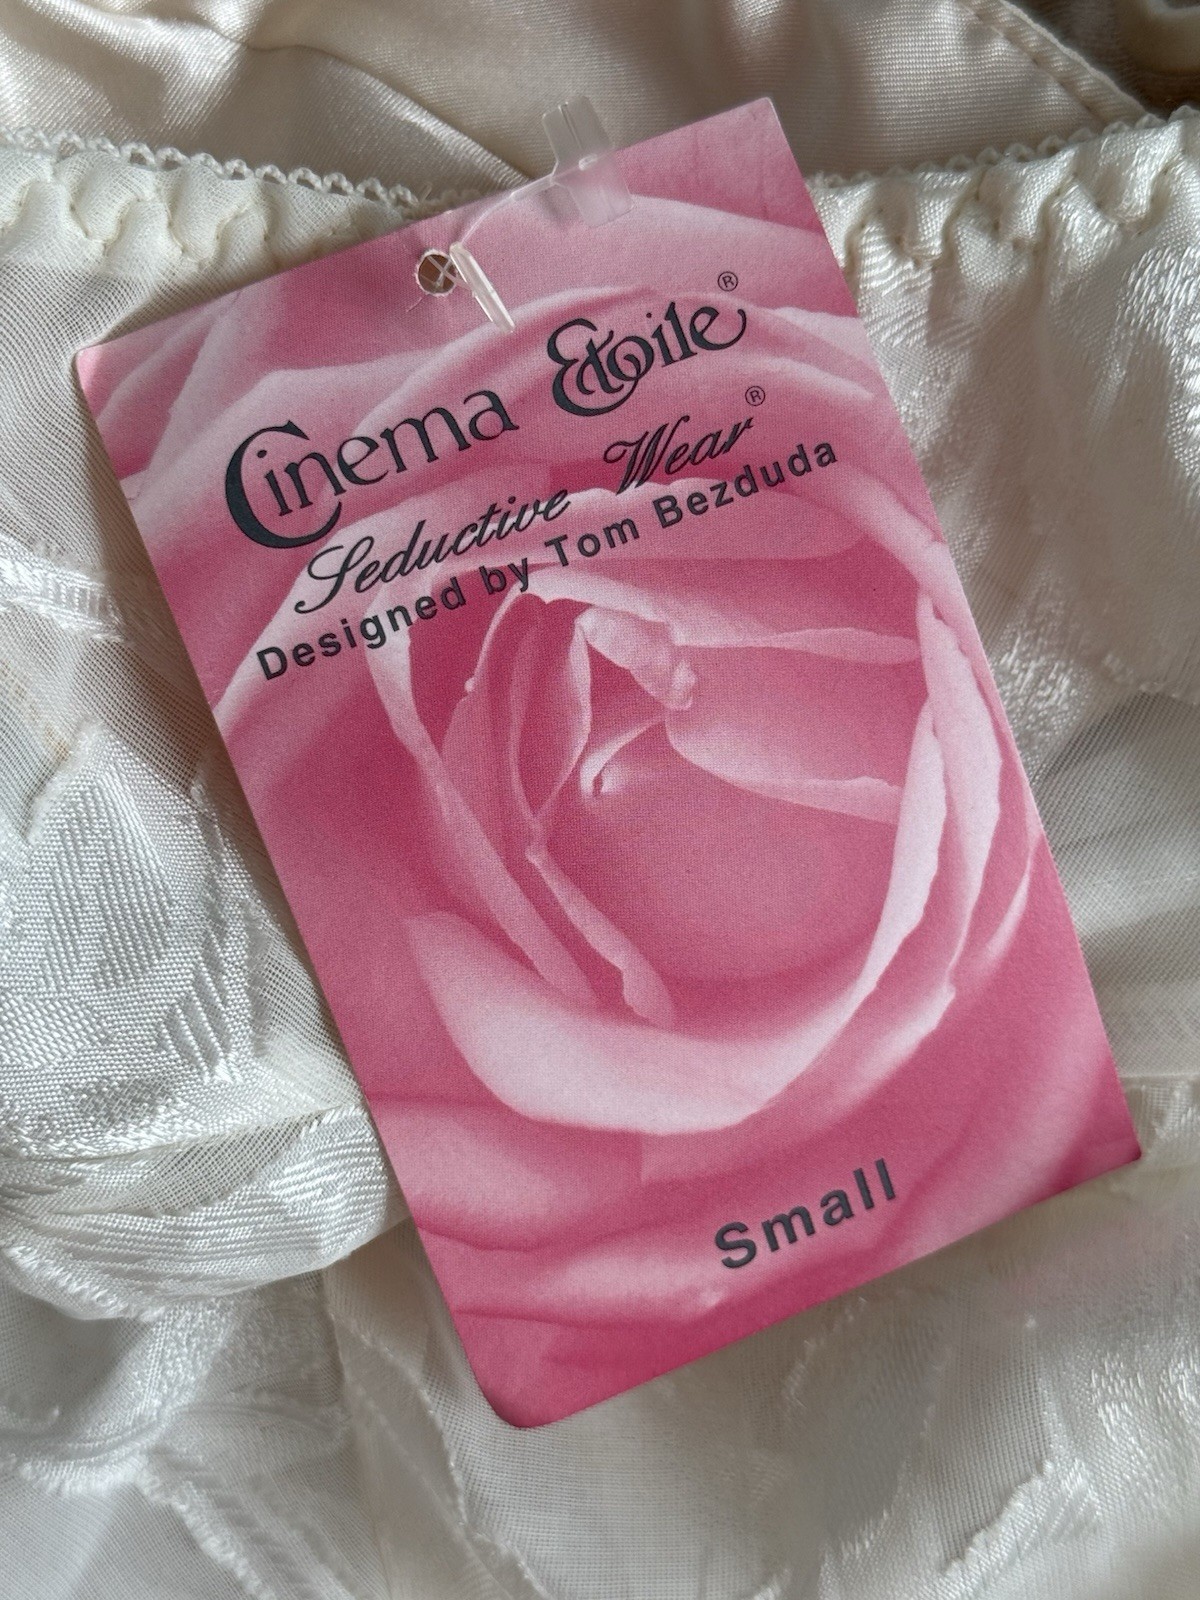 Cinema Etoile®
Seductive Wear®
Designed by Tom Bezduda
Small